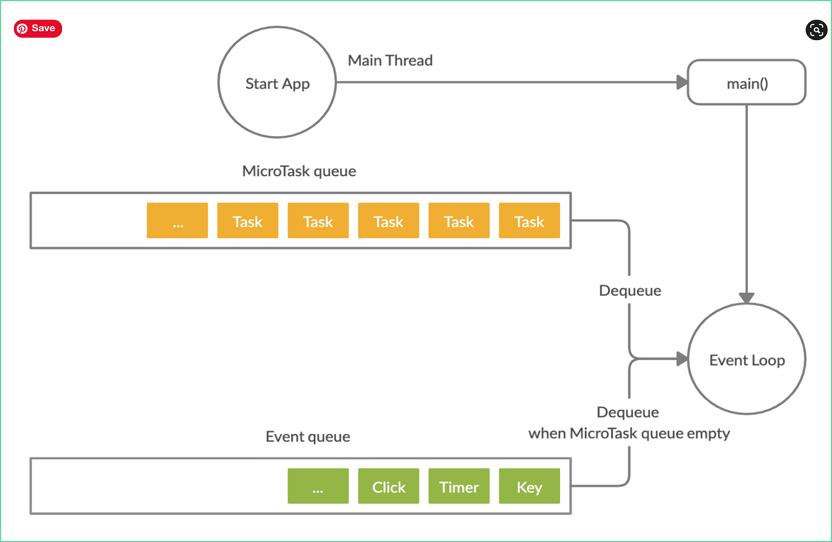 Save
Main Thread
Start App
main()
MicroTask queue
... Task Task Task Task Task
Dequeue
Event Loop
Dequeue
when MicroTask queue empty
Event queue
... Click Timer Key